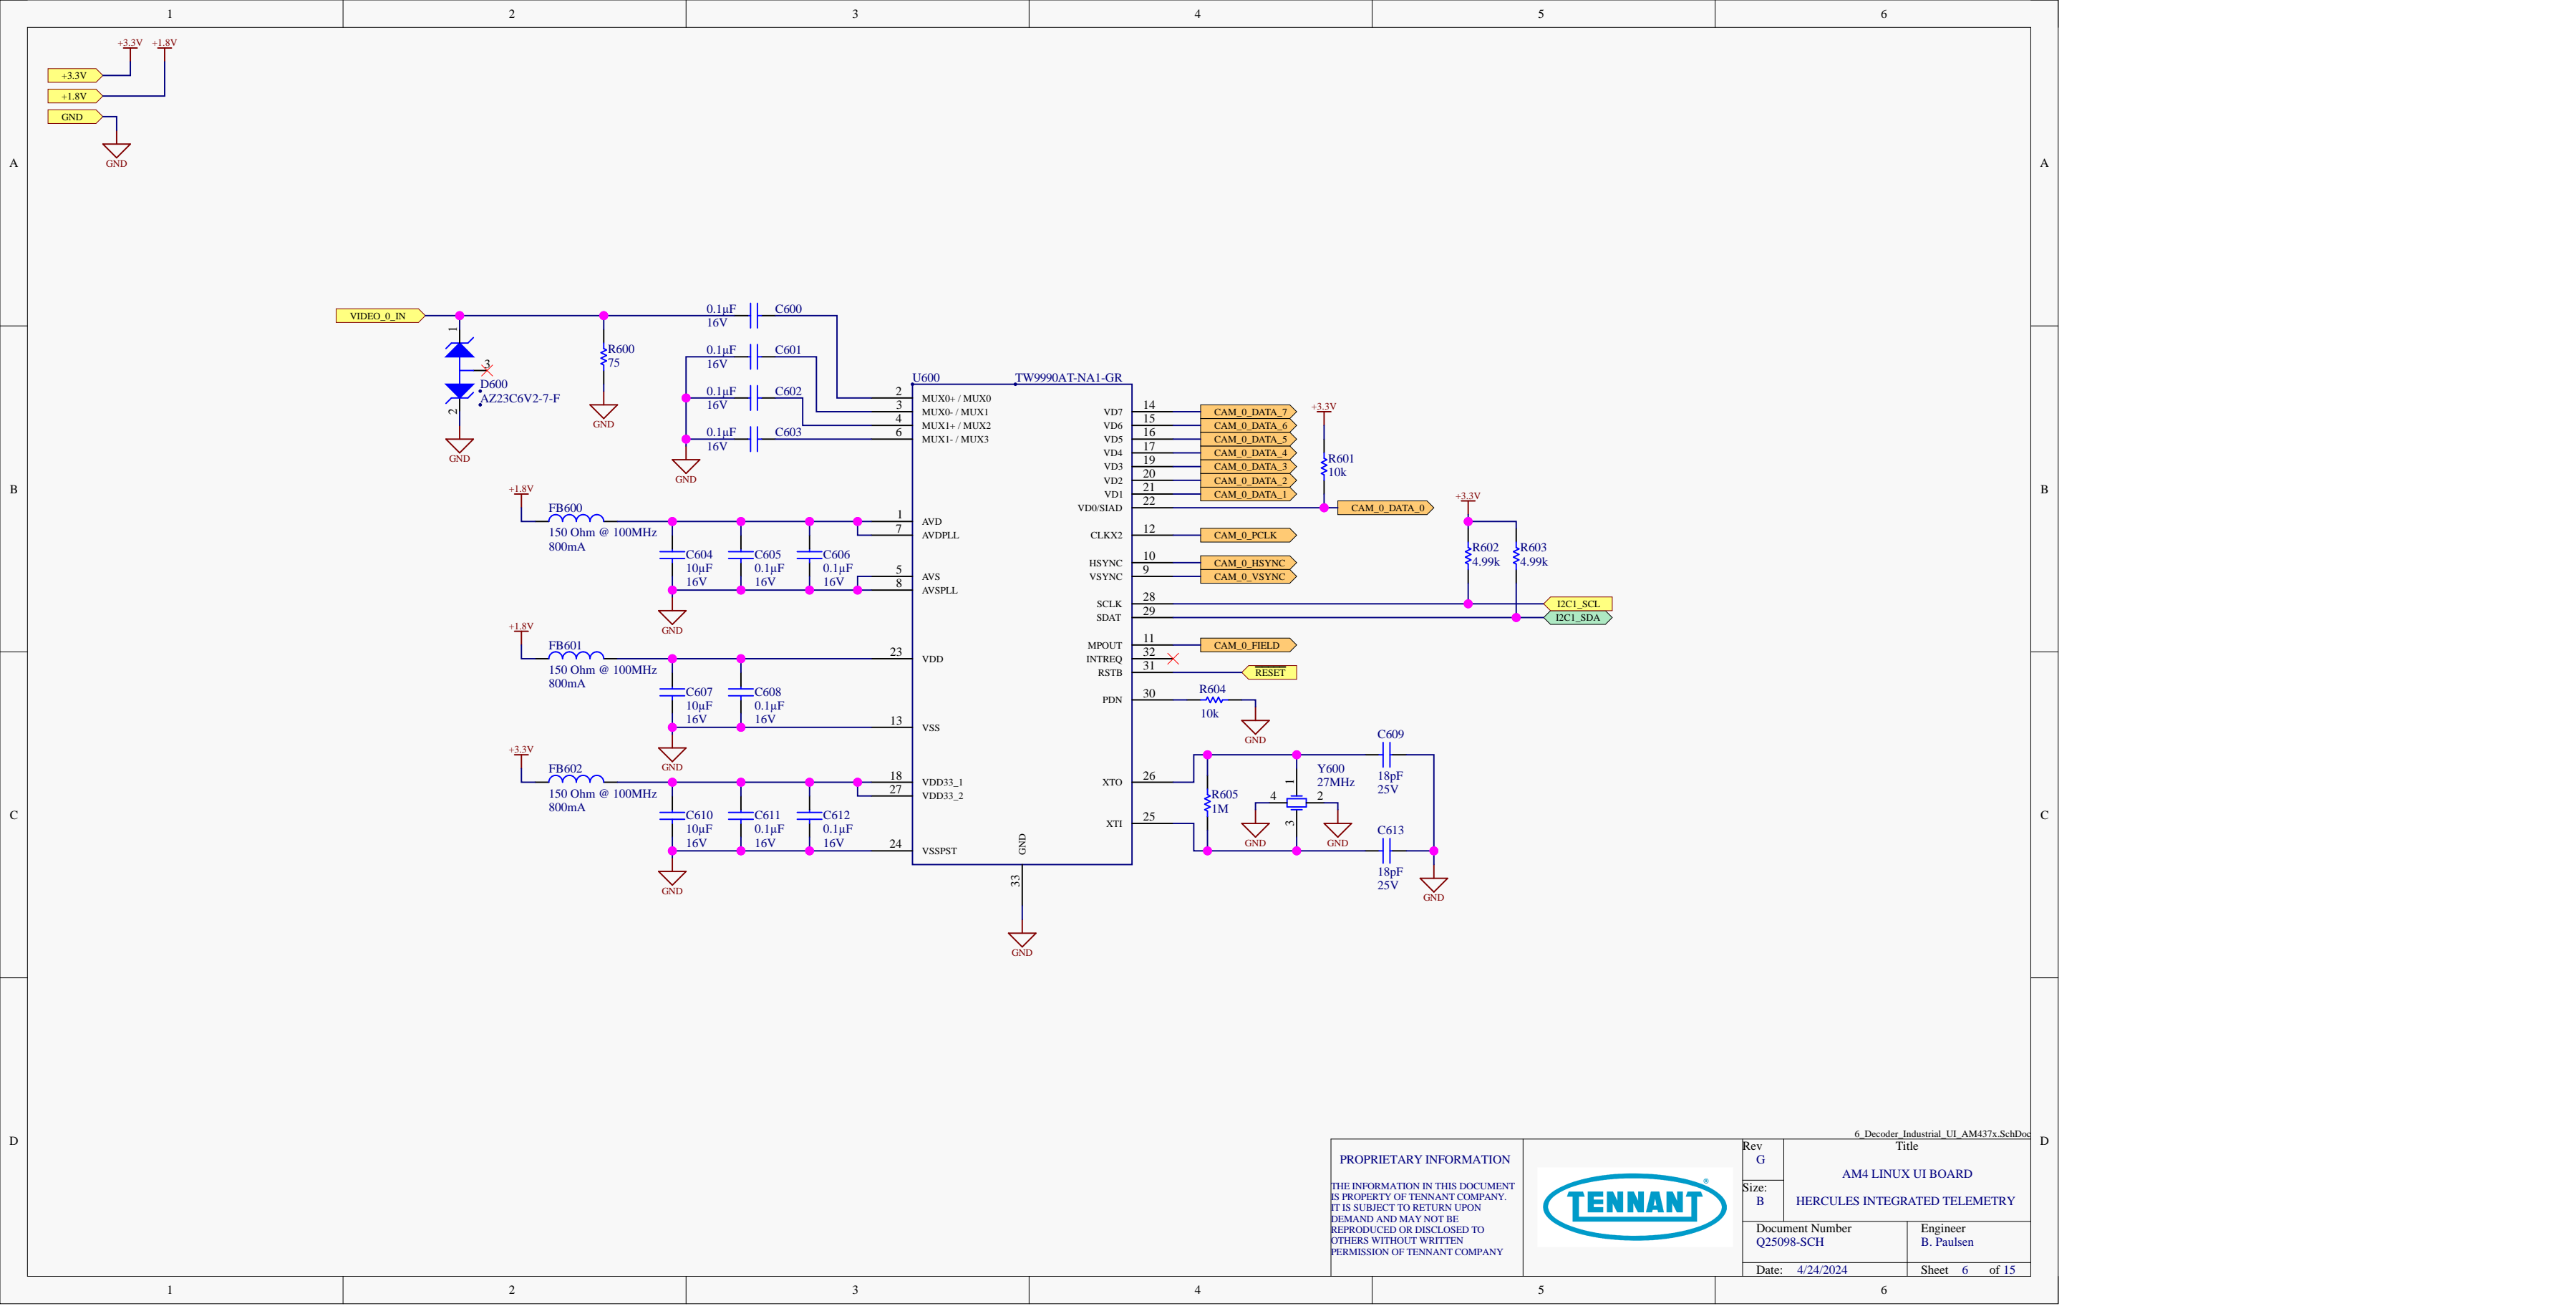 1 2 3 4 5 6
+3.3V +1.8V
+3.3V
+1.8V
GND
GND
A A
VIDEO_0_IN
1
3
D600
AZ23C6V2-7-F
2
GND
R600
75
GND
0.1µF C600
16V
0.1µF C601
16V
0.1µF C602
16V
0.1µF C603
16V
GND
U600 TW9990AT-NA1-GR
2 MUX0+ / MUX0
3 MUX0- / MUX1
4 MUX1+ / MUX2
6 MUX1- / MUX3
VD7 14 CAM_0_DATA_7
VD6 15 CAM_0_DATA_6
VD5 16 CAM_0_DATA_5
VD4 17 CAM_0_DATA_4
VD3 19 CAM_0_DATA_3
VD2 20 CAM_0_DATA_2
VD1 21 CAM_0_DATA_1
VD0/SIAD 22 CAM_0_DATA_0
+3.3V
R601
10k
B B
+1.8V
FB600
150 Ohm @ 100MHz
800mA
C604
10µF
16V
C605
0.1µF
16V
C606
0.1µF
16V
GND
1 AVD
7 AVDPLL
5 AVS
8 AVSPLL
CLKX2 12 CAM_0_PCLK
HSYNC 10 CAM_0_HSYNC
VSYNC 9 CAM_0_VSYNC
+3.3V
R602
4.99k
R603
4.99k
SCLK 28 I2C1_SCL
SDAT 29 I2C1_SDA
+1.8V
FB601
150 Ohm @ 100MHz
800mA
C607
10µF
16V
C608
0.1µF
16V
GND
23 VDD
13 VSS
MPOUT 11 CAM_0_FIELD
INTREQ 32
RSTB 31 RESET
PDN 30
R604
10k
GND
+3.3V
FB602
150 Ohm @ 100MHz
800mA
C610
10µF
16V
C611
0.1µF
16V
C612
0.1µF
16V
GND
18 VDD33_1
27 VDD33_2
24 VSSPST
GND
33
GND
XTO 26
XTI 25
R605
1M
Y600
27MHz
1
4 2
3
GND GND
C609
18pF
25V
C613
18pF
25V
GND
C C
D D
6_Decoder_Industrial_UI_AM437x.SchDoc
PROPRIETARY INFORMATION
THE INFORMATION IN THIS DOCUMENT
IS PROPERTY OF TENNANT COMPANY.
IT IS SUBJECT TO RETURN UPON
DEMAND AND MAY NOT BE
REPRODUCED OR DISCLOSED TO
OTHERS WITHOUT WRITTEN
PERMISSION OF TENNANT COMPANY
TENNANT®
Rev
G
Size:
B
Title
AM4 LINUX UI BOARD
HERCULES INTEGRATED TELEMETRY
Document Number
Q25098-SCH
Engineer
B. Paulsen
Date: 4/24/2024
Sheet 6 of 15
1 2 3 4 5 6